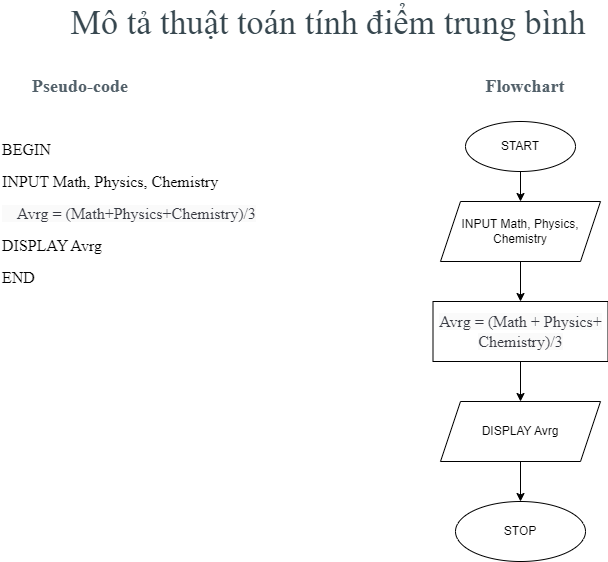 Mô tả thuật toán tính điểm trung bình
Pseudo-code
BEGIN
INPUT Math, Physics, Chemistry
Avrg = (Math+Physics+Chemistry)/3
DISPLAY Avrg
END
Flowchart
START
INPUT Math, Physics,
Chemistry
Avrg = (Math + Physics+
Chemistry)/3
DISPLAY Avrg
STOP